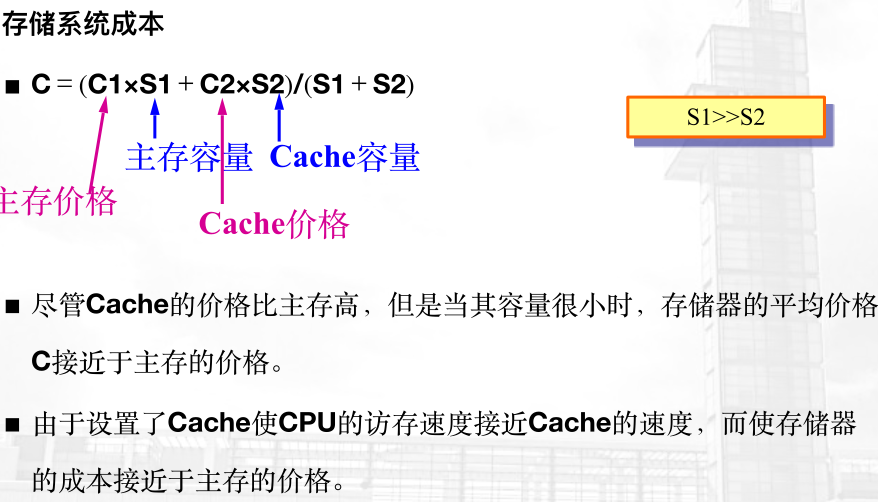 存储系统成本
■ C = (C1×S1 + C2×S2)/(S1 + S2)
S1>>S2
主存容量 Cache容量
主存价格
Cache价格
■ 尽管Cache的价格比主存高，但是当其容量很小时，存储器的平均价格
C接近于主存的价格。
■ 由于设置了Cache使CPU的访存速度接近Cache的速度，而使存储器
的成本接近于主存的价格。